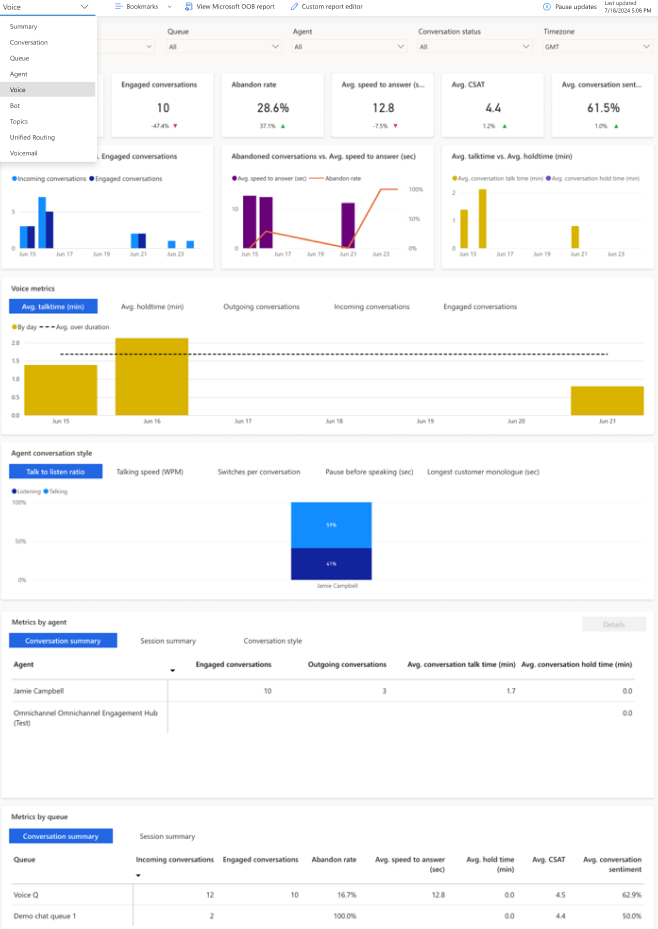 Voice
Bookmarks
View Microsoft OOB report
Custom report editor
Pause updates
Last updated
7/18/2024 5:08 PM
Summary
Conversation
Queue
Agent
Voice
Bot
Topics
Unified Routing
Voicemail
Queue
All
Agent
All
Conversation status
All
Timezone
GMT
Engaged conversations
10
-47.4%
Abandon rate
28.6%
37.1%
Avg. speed to answer (s...
12.8
-7.5%
Avg. CSAT
4.4
1.2%
Avg. conversation sent...
61.5%
1.0%
. Engaged conversations
Incoming conversations Engaged conversations
5
0
Jun 15 Jun 17 Jun 19 Jun 21 Jun 23
Abandoned conversations vs. Avg. speed to answer (sec)
Avg. speed to answer (sec) Abandon rate
10
0
100%
50%
0%
Jun 15 Jun 17 Jun 19 Jun 21 Jun 23
Avg. talktime vs. Avg. holdtime (min)
Avg. conversation talk time (min) Avg. conversation hold time (min)
2
1
0
Jun 15 Jun 17 Jun 19 Jun 21 Jun 23
Voice metrics
Avg. talktime (min) Avg. holdtime (min) Outgoing conversations Incoming conversations Engaged conversations
By day Avg. over duration
2.0
1.5
1.0
0.5
0.0
Jun 15 Jun 16 Jun 17 Jun 18 Jun 19 Jun 20 Jun 21
Agent conversation style
Talk to listen ratio Talking speed (WPM) Switches per conversation Pause before speaking (sec) Longest customer monologue (sec)
Listening Talking
100%
50%
0%
59%
41%
Jamie Campbell
Metrics by agent
Details
Conversation summary Session summary Conversation style
Agent Engaged conversations Outgoing conversations Avg. conversation talk time (min) Avg. conversation hold time (min)
Jamie Campbell 10 3 1.7 0.0
Omnichannel Omnichannel Engagement Hub 0.0
(Test)
Metrics by queue
Conversation summary Session summary
Queue Incoming conversations Engaged conversations Abandon rate Avg. speed to answer Avg. hold time Avg. CSAT Avg. conversation
(sec) (min) sentiment
Voice Q 12 10 16.7% 12.8 0.0 4.5 62.9%
Demo chat queue 1 2 100.0% 0.0 4.4 50.0%